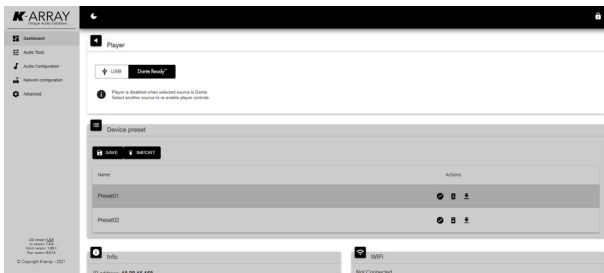 K-ARRAY
Unique Audio Solutions
Dashboard
Audio Tools
Audio Configuration
Network configuration
Advanced
Player
USB
Dante Ready™
Player is disabled when selected source is Dante.
Select another source to re-enable player controls.
Device preset
SAVE
IMPORT
Name
Actions
Preset01
Preset02
Info
WiFi
Not Connected
© Copyright K-array - 2021